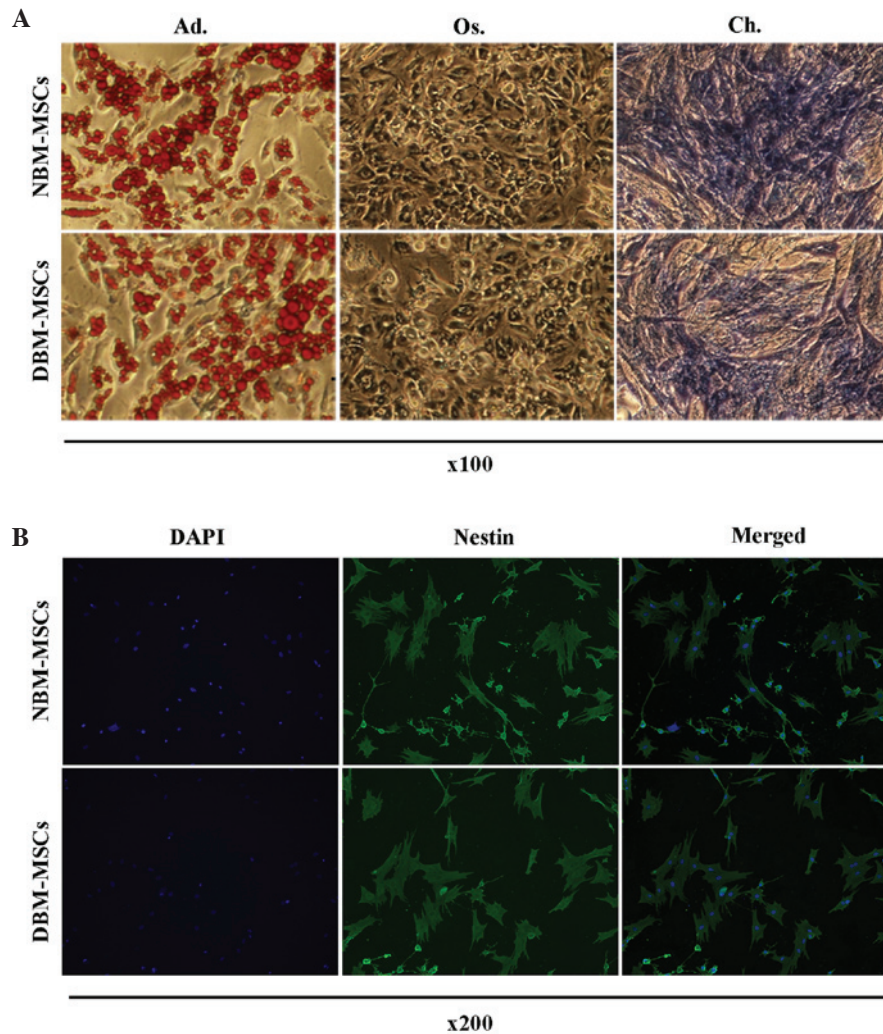 A
Ad. Os. Ch.
NBM-MSCs
DBM-MSCs
x100
B
DAPI Nestin Merged
NBM-MSCs
DBM-MSCs
x200